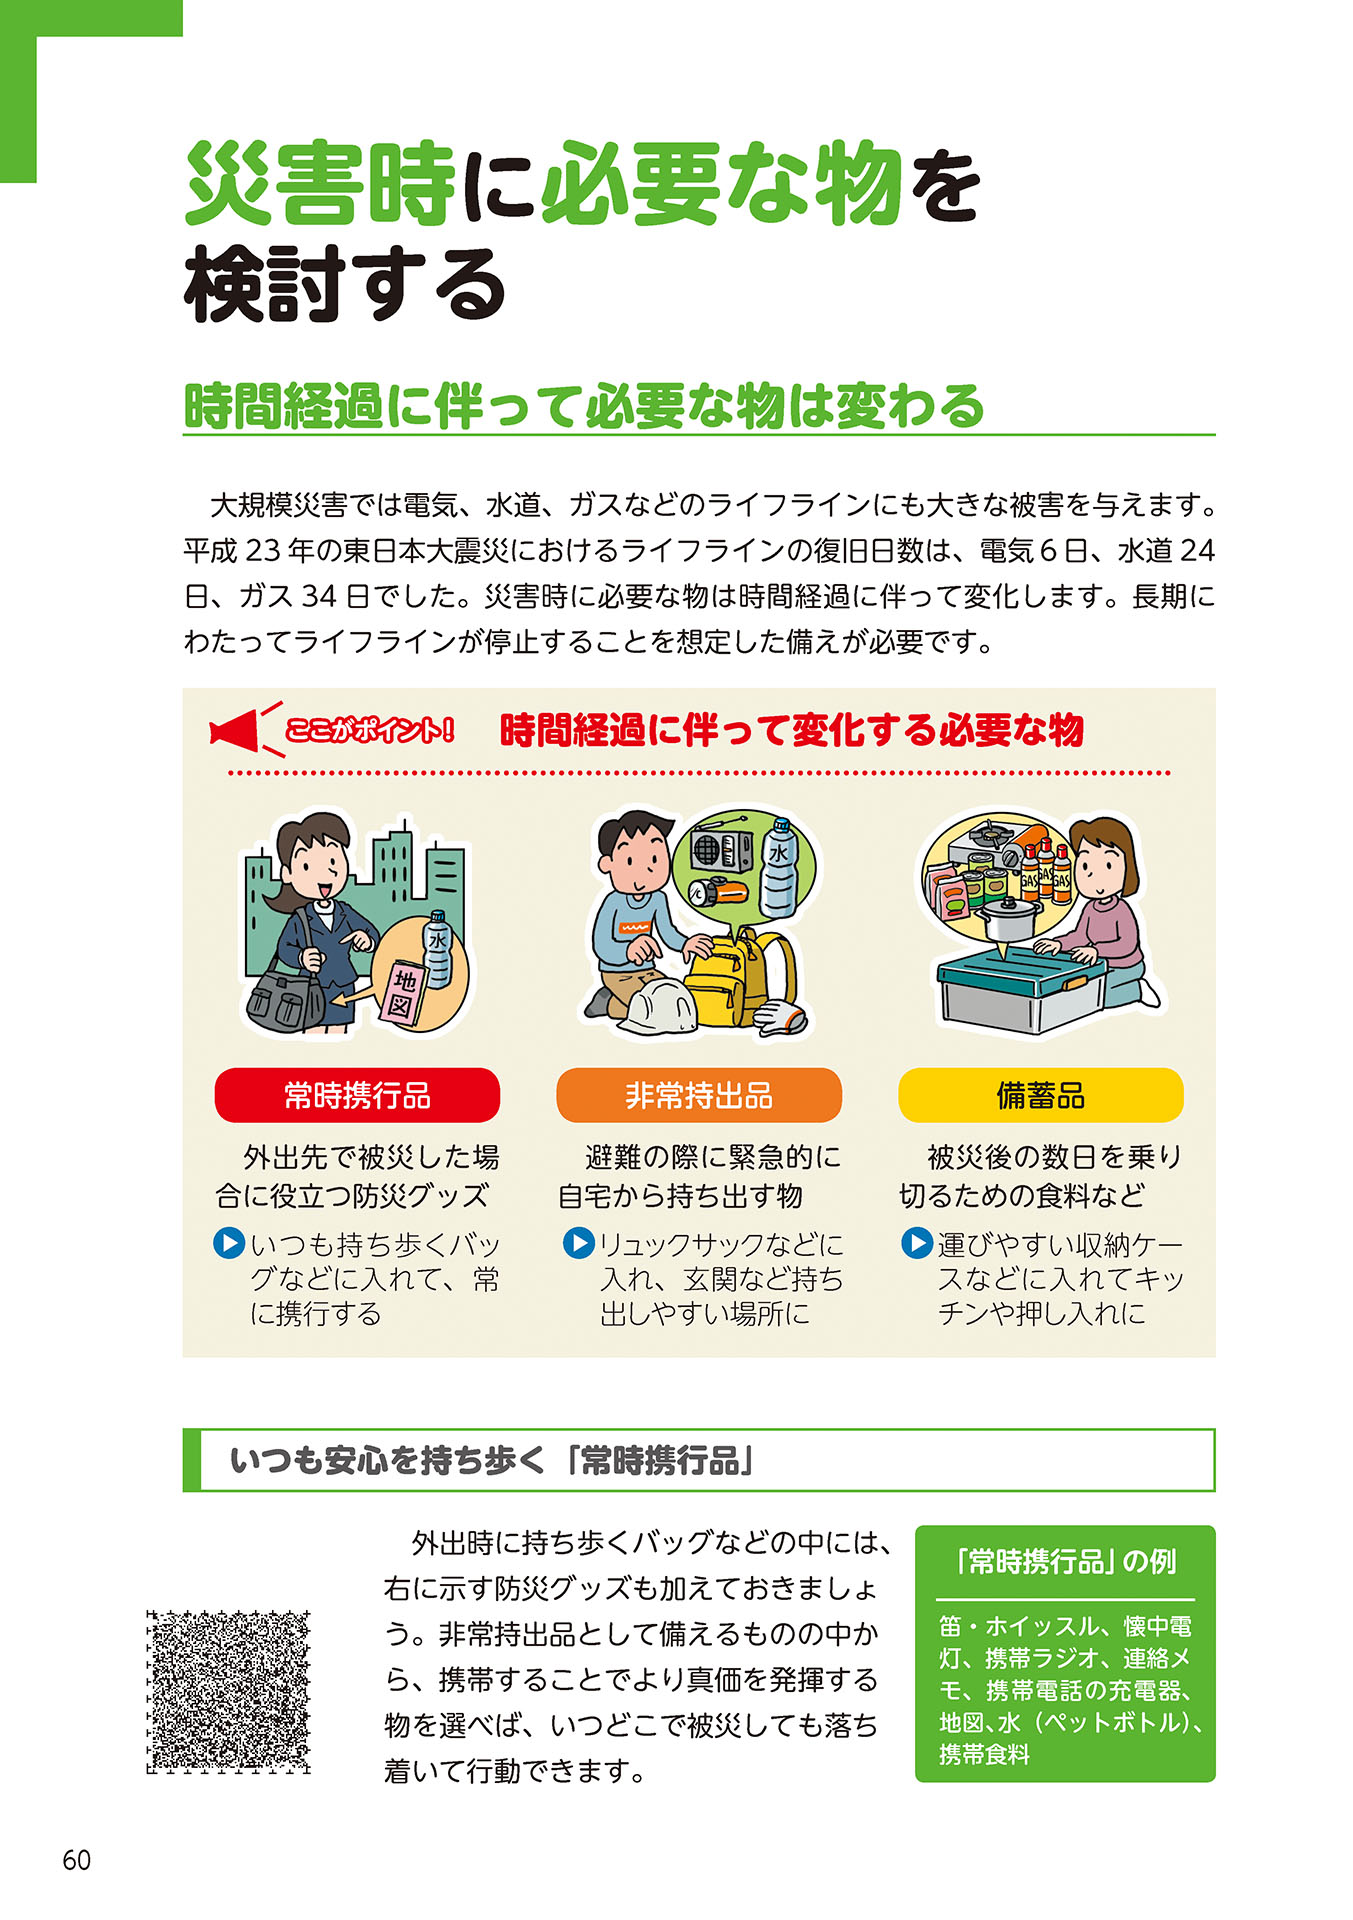 災害時に必要な物を
検討する
時間経過に伴って必要な物は変わる
大規模災害では電気、水道、ガスなどのライフラインにも大きな被害を与えます。
平成 23 年の東日本大震災におけるライフラインの復旧日数は、電気６日、水道 24
日、ガス 34 日でした。災害時に必要な物は時間経過に伴って変化します。長期に
わたってライフラインが停止することを想定した備えが必要です。
ここがポイント！ 時間経過に伴って変化する必要な物
水
地図
水
水
GAS
GAS
GAS
常時携行品
外出先で被災した場
合に役立つ防災グッズ
いつも持ち歩くバッ
グなどに入れて、常
に携行する
非常持出品
避難の際に緊急的に
自宅から持ち出す物
リュックサックなどに
入れ、玄関など持ち
出しやすい場所に
備蓄品
被災後の数日を乗り
切るための食料など
運びやすい収納ケー
スなどに入れてキッ
チンや押し入れに
いつも安心を持ち歩く「常時携行品」
外出時に持ち歩くバッグなどの中には、
右に示す防災グッズも加えておきましょ
う。非常持出品として備えるものの中か
ら、携帯することでより真価を発揮する
物を選べば、いつどこで被災しても落ち
着いて行動できます。
「常時携行品」の例
笛・ホイッスル、懐中電
灯、携帯ラジオ、連絡メ
モ、携帯電話の充電器、
地図、水（ペットボトル）、
携帯食料
60